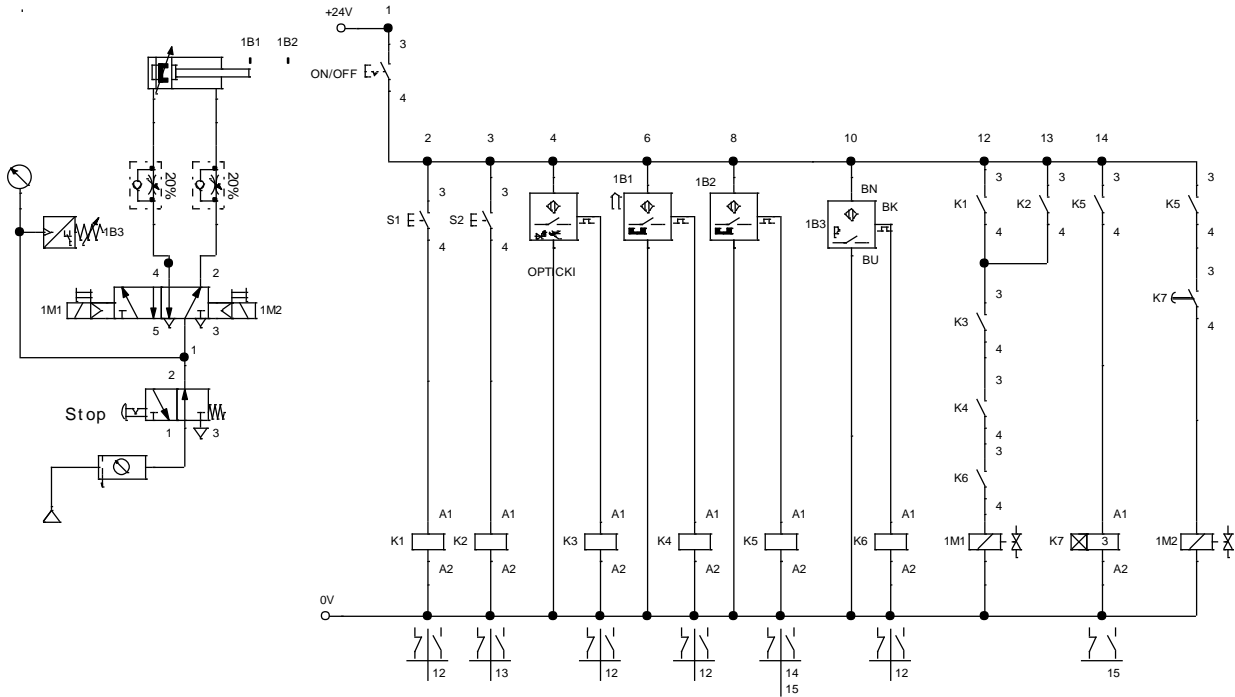 +24V 1
1B1 1B2 3
ON/OFF
4
2 3 4 6 8 10 12 13 14
20% 20%
3 3 1B1 1B2 BN 3 3 3 3
S1 S2 1B3 BK K1 K2 K5 K5
4 4 BU 4 4 4 4
OPTICKI
1B3
4 2
1M1 1M2
5 3
1
2
Stop
1 3
3 3
K3 K7
4 4
3
K4
4
3
K6
4
A1 A1 A1 A1 A1 A1 A1
K1 K2 K3 K4 K5 K6 1M1 K7 3 1M2
A2 A2 A2 A2 A2 A2 A2
0V
12 13 12 12 14 12 15
15